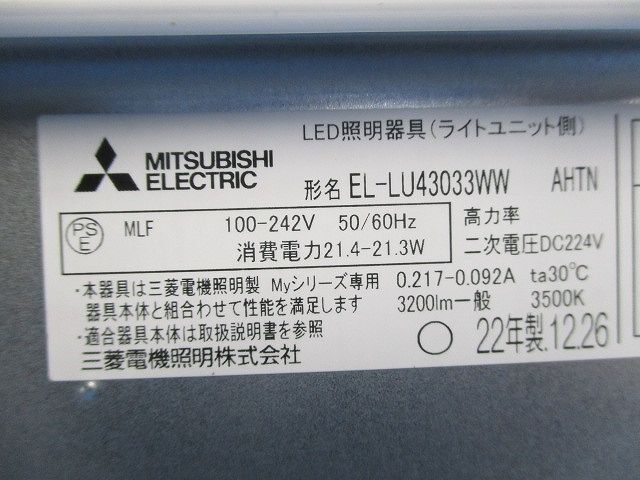 LED照明器具(ライトユニット側)
MITSUBISHI
ELECTRIC
形名 EL-LU43033WW AHTN
PS
E
MLF 100-242V 50/60Hz
消費電力21.4-21.3W
高力率
二次電圧DC224V
・本器具は三菱電機照明製 Myシリーズ専用
器具本体と組合わせて性能を満足します
・適合器具本体は取扱説明書を参照
0.217-0.092A ta30℃
3200lm一般 3500K
三菱電機照明株式会社
22年製.12.26